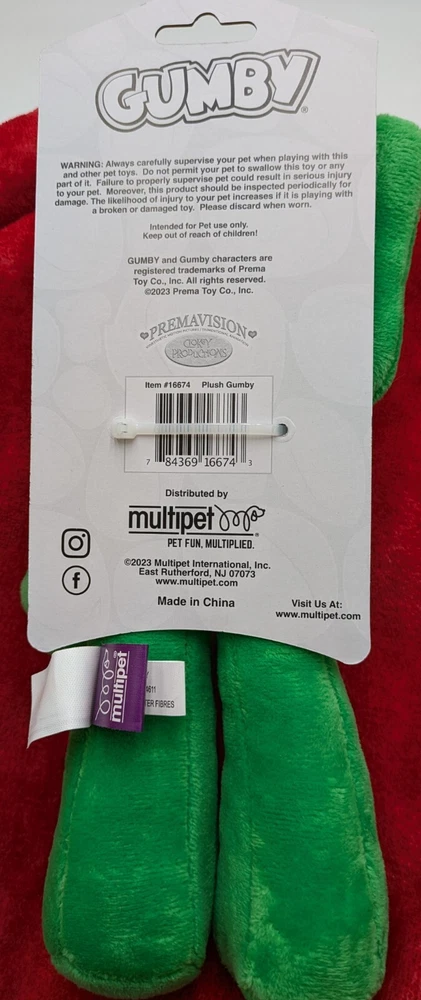 GUMBY®
WARNING: Always carefully supervise your pet when playing with this
and other pet toys. Do not permit your pet to swallow this toy or any
part of it. Failure to properly supervise pet could result in serious injury
to your pet. Moreover, this product should be inspected periodically for
damage. The likelihood of injury to your pet increases if it is playing with
a broken or damaged toy. Please discard when worn.
Intended for Pet use only.
Keep out of reach of children!
GUMBY and Gumby characters are
registered trademarks of Prema
Toy Co., Inc. All rights reserved.
©2023 Prema Toy Co., Inc.
PREMAVISION
CLOKEY
PRODUCTIONS
Item #16674 Plush Gumby
7 84369 16674 3
Distributed by
multipet®
PET FUN, MULTIPLIED.
©2023 Multipet International, Inc.
East Rutherford, NJ 07073
www.multipet.com
Made in China
Visit Us At:
www.multipet.com
multipet
TER FIBRES